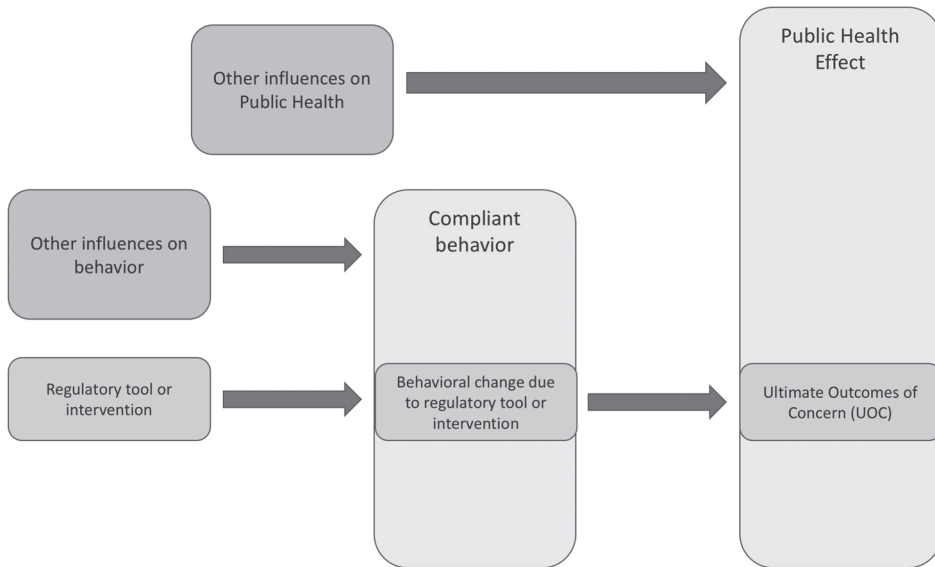 Other influences on
Public Health
Public Health
Effect
Other influences on
behavior
Compliant
behavior
Regulatory tool or
intervention
Behavioral change due
to regulatory tool or
intervention
Ultimate Outcomes of
Concern (UOC)